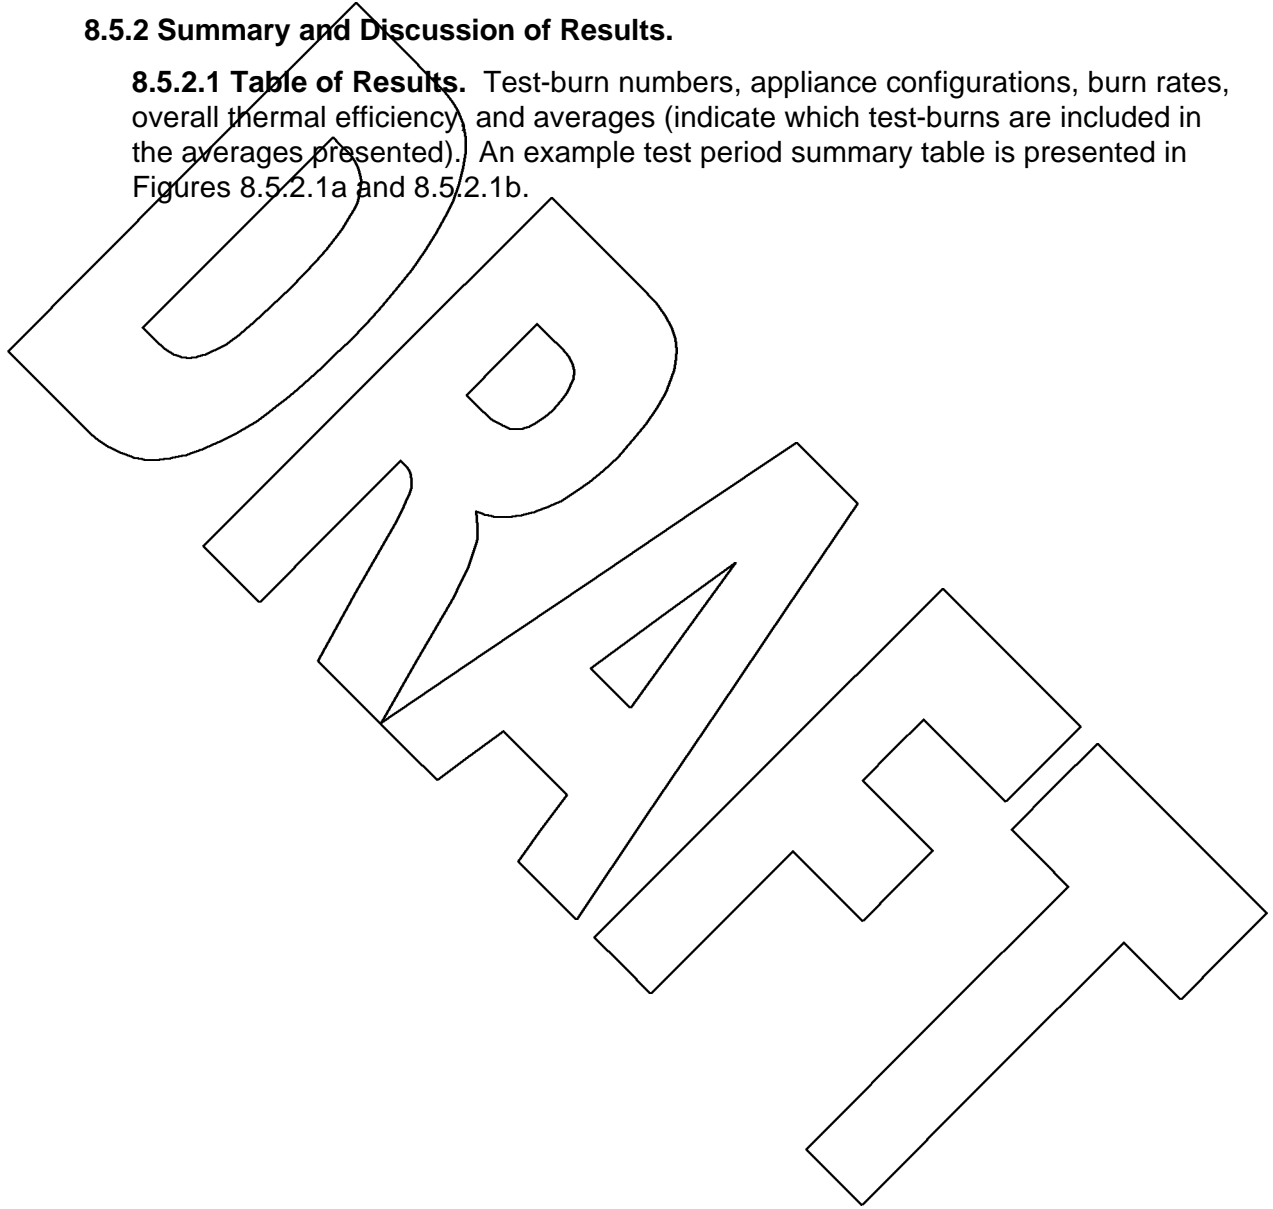 8.5.2 Summary and Discussion of Results.
8.5.2.1 Table of Results.  Test-burn numbers, appliance configurations, burn rates,
overall thermal efficiency, and averages (indicate which test-burns are included in
the averages presented).  An example test period summary table is presented in
Figures 8.5.2.1a and 8.5.2.1b.
DRAFT